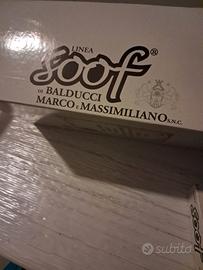 LINEA
soof®
DI BALDUCCI
MARCO E MASSIMILIANO S.N.C.
subito